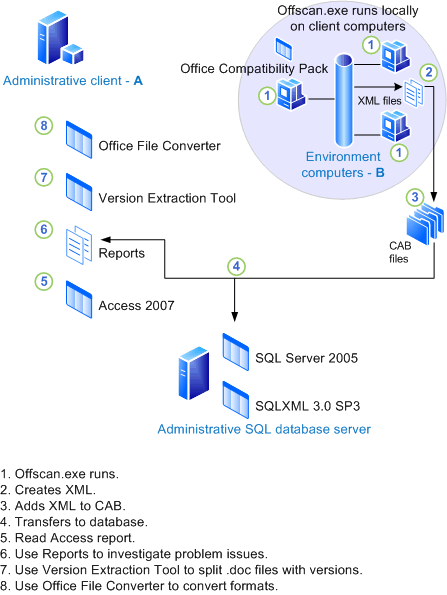 Offscan.exe runs locally
on client computers
Administrative client - A
Office Compatibility Pack
1
1
2
XML files
1
Environment
computers - B
8
Office File Converter
7
Version Extraction Tool
6
Reports
3
CAB
files
4
5
Access 2007
SQL Server 2005
SQLXML 3.0 SP3
Administrative SQL database server
1. Offscan.exe runs.
2. Creates XML.
3. Adds XML to CAB.
4. Transfers to database.
5. Read Access report.
6. Use Reports to investigate problem issues.
7. Use Version Extraction Tool to split .doc files with versions.
8. Use Office File Converter to convert formats.